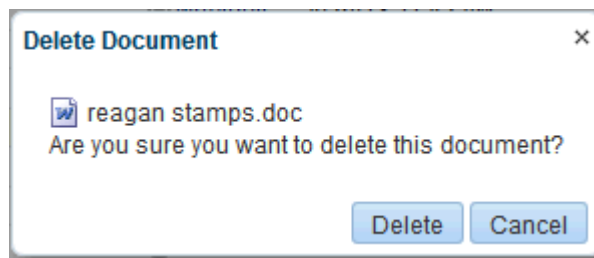 Delete Document ×
reagan stamps.doc
Are you sure you want to delete this document?
Delete Cancel